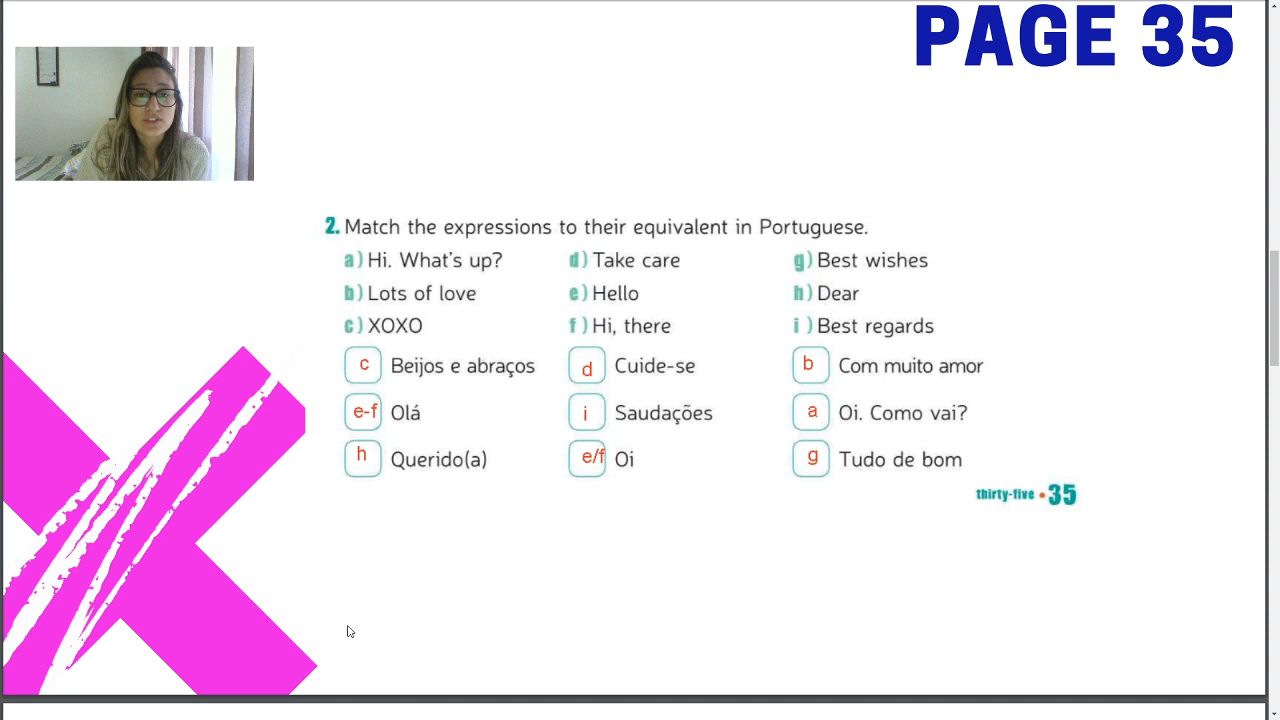 PAGE 35
2. Match the expressions to their equivalent in Portuguese.
a) Hi. What's up? d) Take care g) Best wishes
b) Lots of love e) Hello h) Dear
c) XOXO f) Hi, there i) Best regards
c Beijos e abraços d Cuide-se b Com muito amor
e-f Olá i Saudações a Oi. Como vai?
h Querido(a) e/f Oi g Tudo de bom
thirty-five • 35